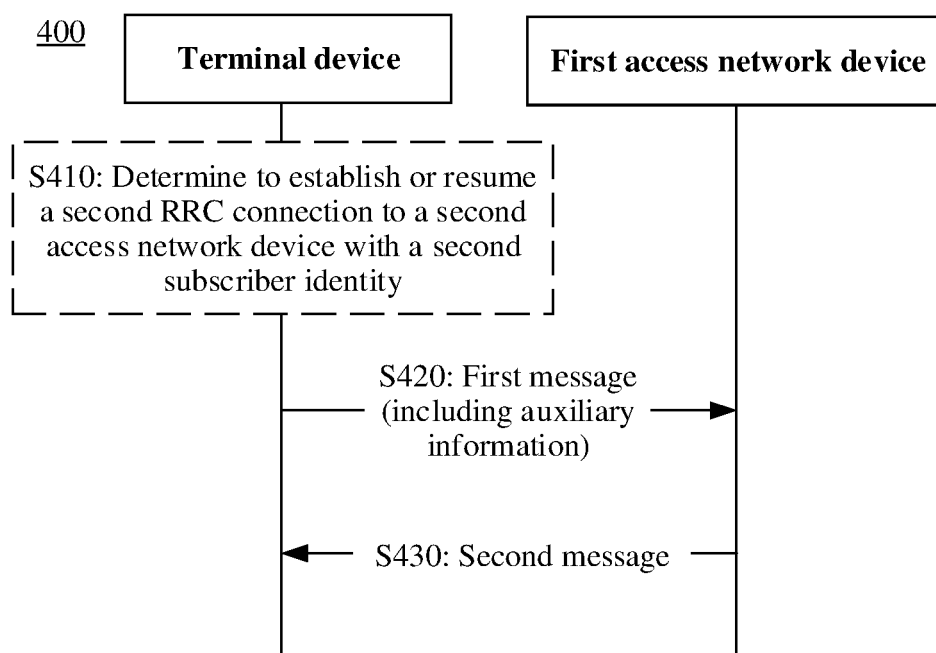 400
Terminal device
First access network device
S410: Determine to establish or resume
a second RRC connection to a second
access network device with a second
subscriber identity
S420: First message
(including auxiliary
information)
S430: Second message